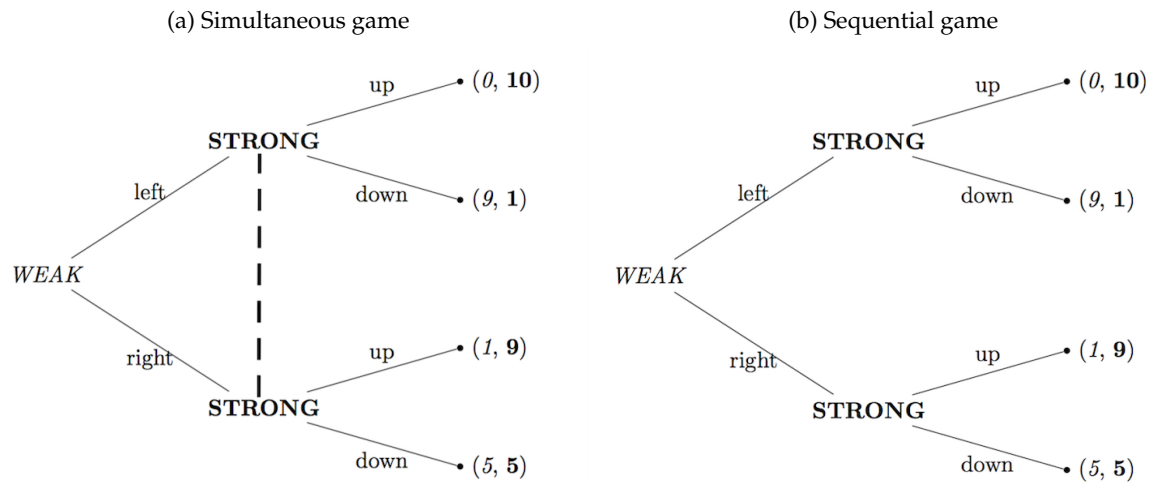 (a) Simultaneous game
up
(0, 10)
STRONG
left
down
(9, 1)
WEAK
right
up
(1, 9)
STRONG
down
(5, 5)
(b) Sequential game
up
(0, 10)
STRONG
left
down
(9, 1)
WEAK
right
up
(1, 9)
STRONG
down
(5, 5)